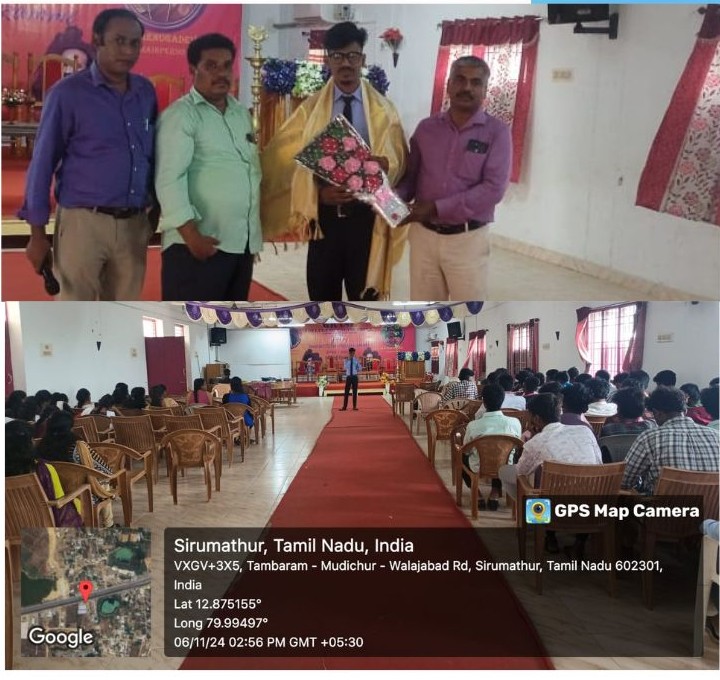 GPS Map Camera
Sirumathur, Tamil Nadu, India
VXGV+3X5, Tambaram - Mudichur - Walajabad Rd, Sirumathur, Tamil Nadu 602301,
India
Lat 12.875155°
Long 79.99497°
06/11/24 02:56 PM GMT +05:30
Google